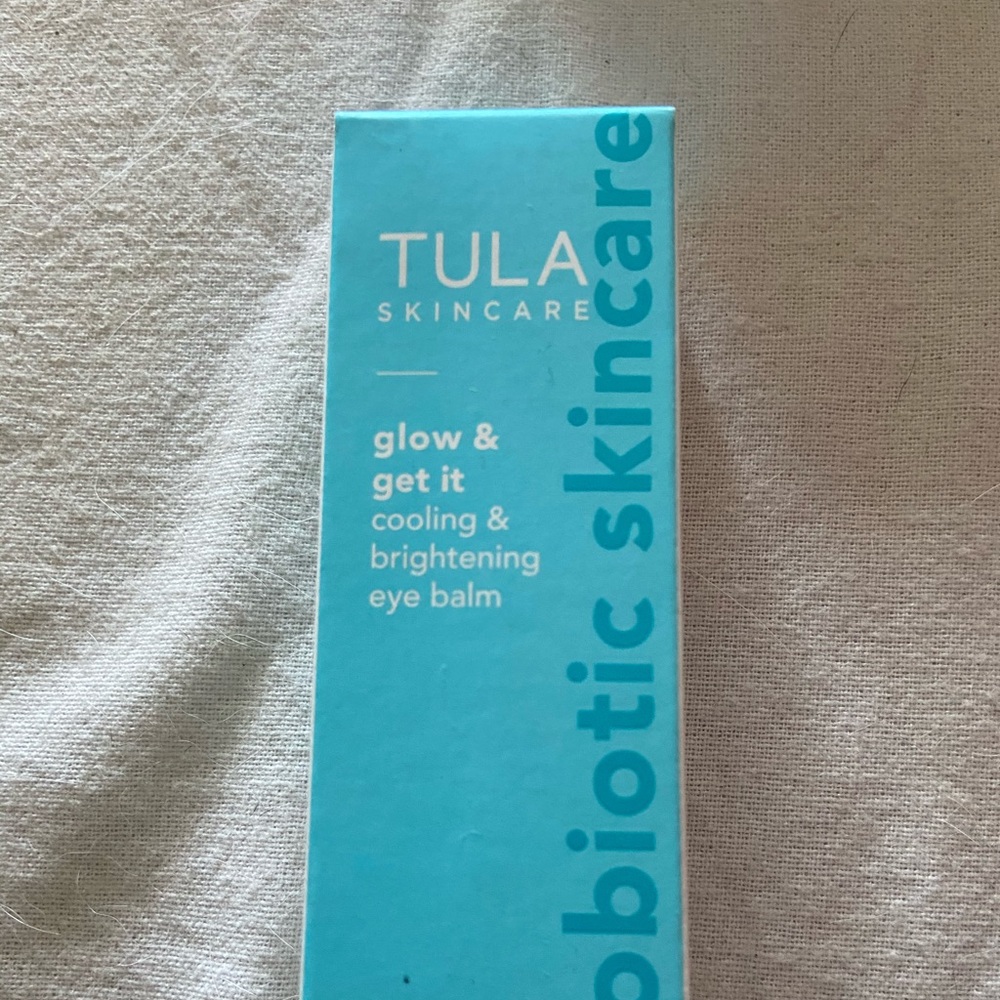 TULA
SKINCARE
glow &
get it
cooling &
brightening
eye balm
obiotic skincare